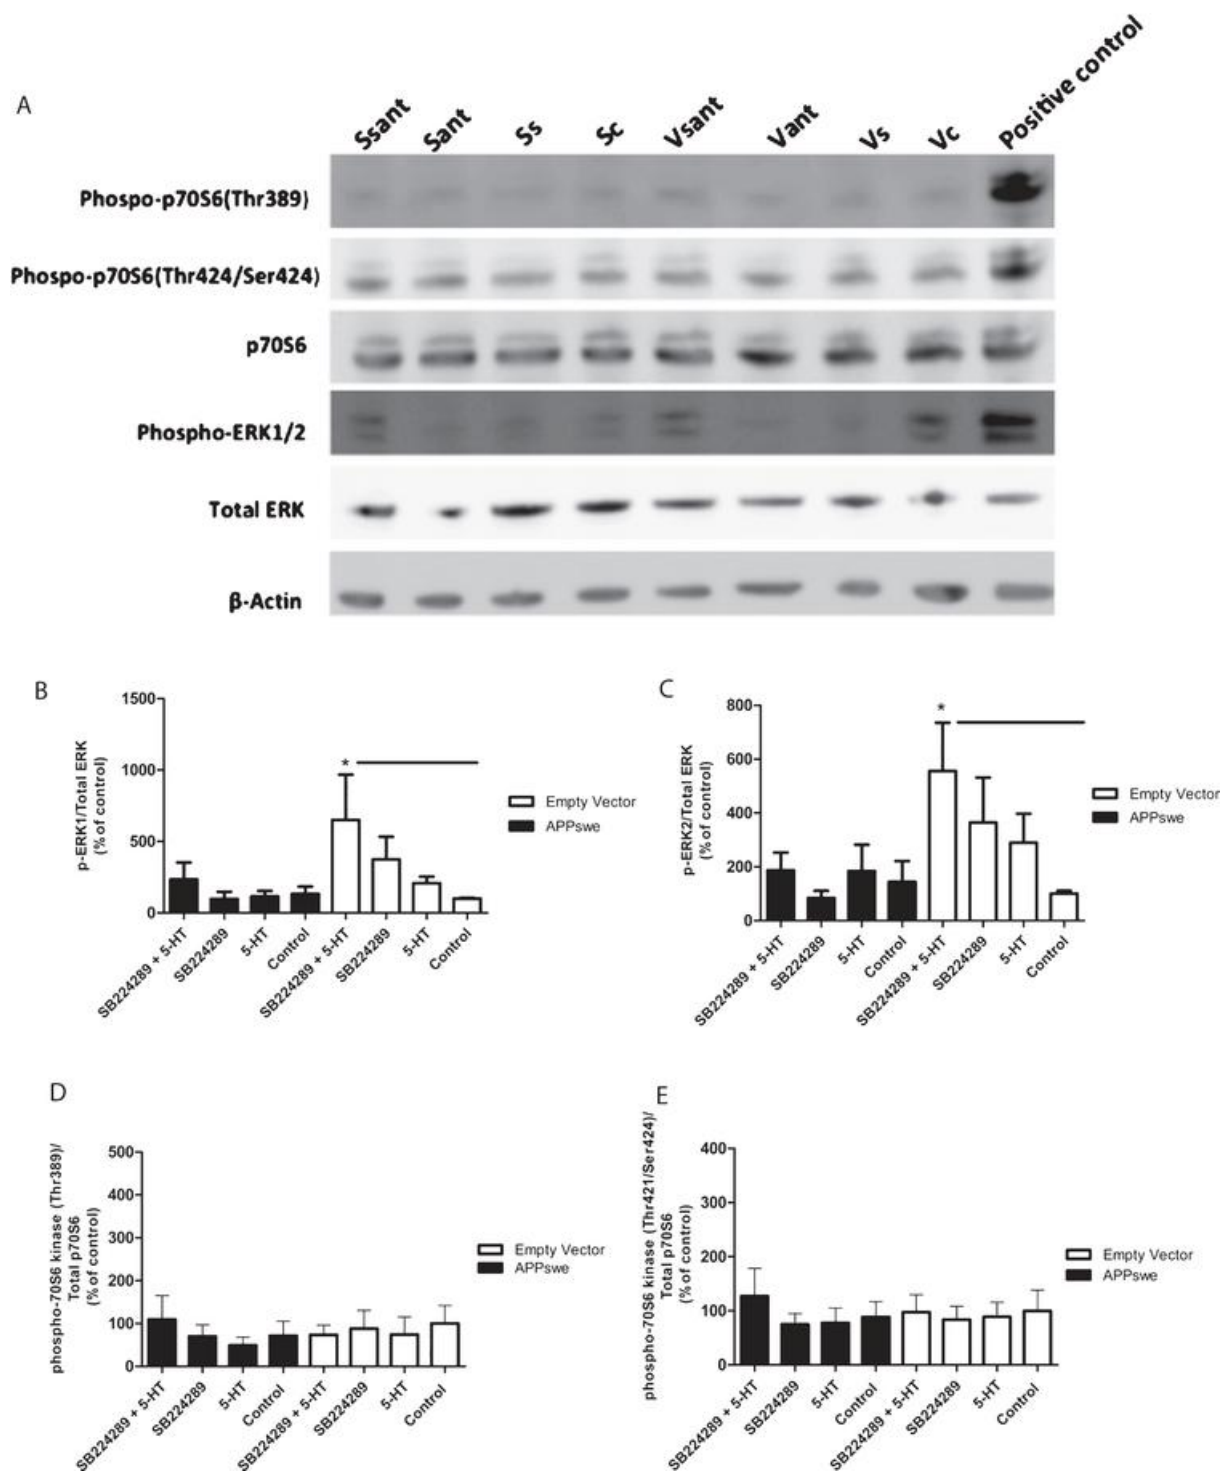 A
Ssant Sant Ss Sc Vsant Vant Vs Vc Positive control
Phospo-p70S6(Thr389)
Phospo-p70S6(Thr424/Ser424)
p70S6
Phospho-ERK1/2
Total ERK
β-Actin
B
p-ERK1/Total ERK
(% of control)
1500
1000
500
0
*
Empty Vector
APPswe
SB224289 + 5-HT
SB224289
5-HT
Control
SB224289 + 5-HT
SB224289
5-HT
Control
C
p-ERK2/Total ERK
(% of control)
800
600
400
200
0
*
Empty Vector
APPswe
SB224289 + 5-HT
SB224289
5-HT
Control
SB224289 + 5-HT
SB224289
5-HT
Control
D
phospho-70S6 kinase (Thr389)/
Total p70S6
(% of control)
500
400
300
200
100
0
Empty Vector
APPswe
SB224289 + 5-HT
SB224289
5-HT
Control
SB224289 + 5-HT
SB224289
5-HT
Control
E
phospho-70S6 kinase (Thr421/Ser424)/
Total p70S6
(% of control)
400
300
200
100
0
Empty Vector
APPswe
SB224289 + 5-HT
SB224289
5-HT
Control
SB224289 + 5-HT
SB224289
5-HT
Control